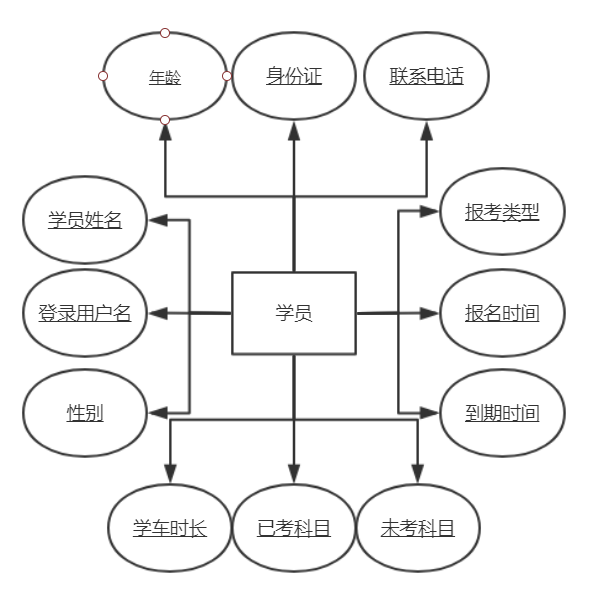 年龄
身份证
联系电话
学员姓名
报考类型
登录用户名
学员
报名时间
性别
到期时间
学车时长
已考科目
未考科目